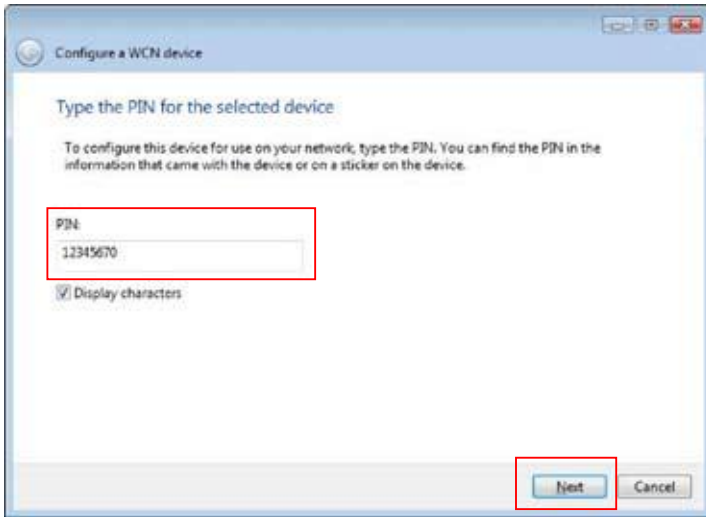 Configure a WCN device
Type the PIN for the selected device
To configure this device for use on your network, type the PIN. You can find the PIN in the
information that came with the device or on a sticker on the device.
PIN:
12345670
Display characters
Next
Cancel